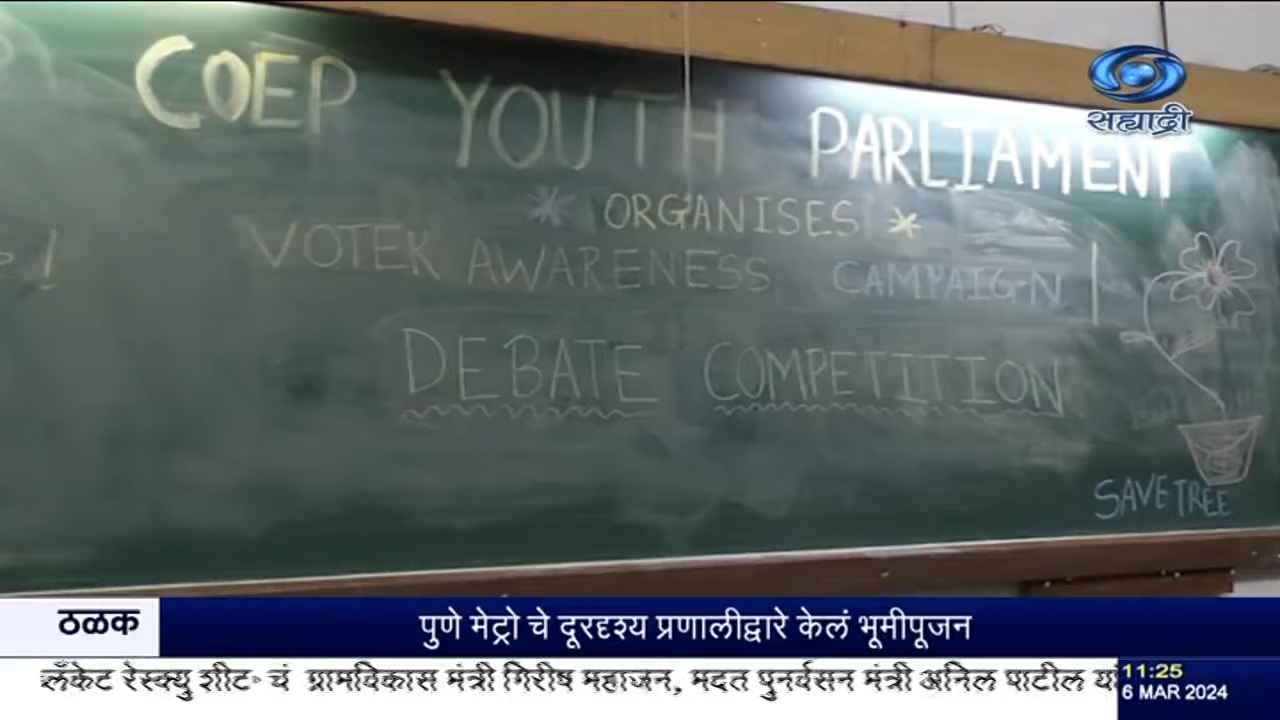 COEP YOUTH PARLIAMENT
* ORGANISES *
VOTER AWARENESS CAMPAIGN
DEBATE COMPETITION
SAVE TREE
सह्याद्री
ठळक
पुणे मेट्रो चे दूरदृश्य प्रणालीद्वारे केलं भूमीपूजन
रेस्क्यु शीट चं ग्रामविकास मंत्री गिरीष महाजन, मदत पुनर्वसन मंत्री अनिल पाटील
11:25
6 MAR 2024